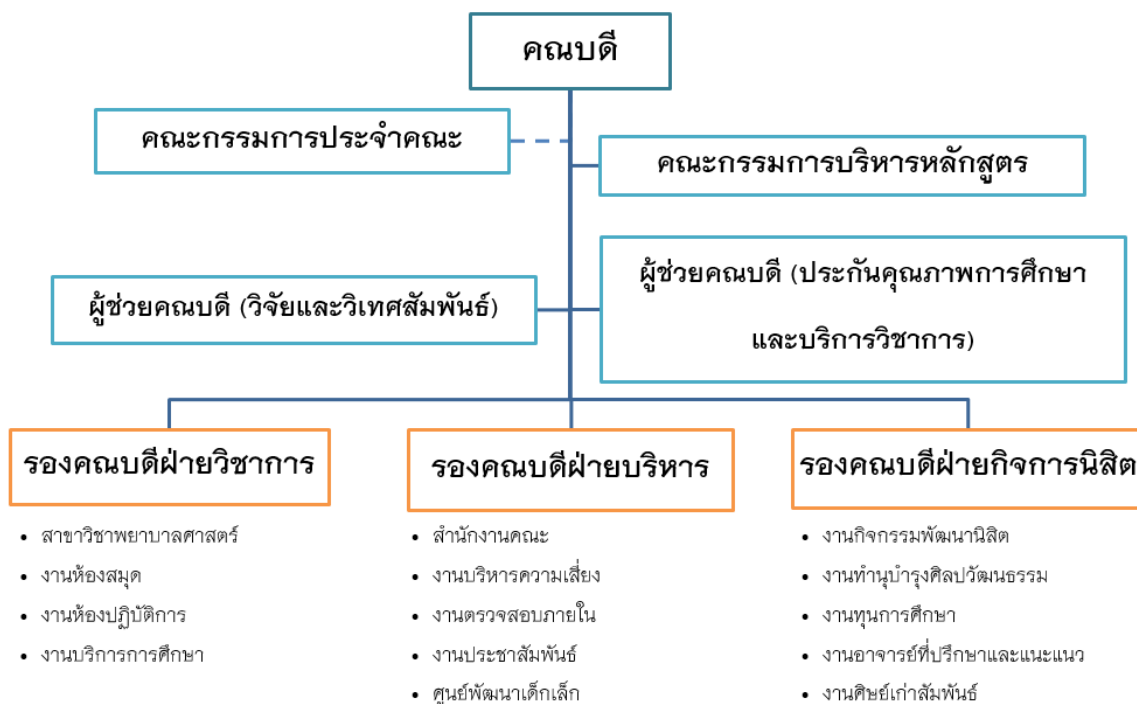 คณบดี
คณะกรรมการประจำคณะ
คณะกรรมการบริหารหลักสูตร
ผู้ช่วยคณบดี (วิจัยและวิเทศสัมพันธ์)
ผู้ช่วยคณบดี (ประกันคุณภาพการศึกษา
และบริการวิชาการ)
รองคณบดีฝ่ายวิชาการ
• สาขาวิชาพยาบาลศาสตร์
• งานห้องสมุด
• งานห้องปฏิบัติการ
• งานบริการการศึกษา
รองคณบดีฝ่ายบริหาร
• สำนักงานคณะ
• งานบริหารความเสี่ยง
• งานตรวจสอบภายใน
• งานประชาสัมพันธ์
• ศูนย์พัฒนาเด็กเล็ก
รองคณบดีฝ่ายกิจการนิสิต
• งานกิจกรรมพัฒนานิสิต
• งานทำนุบำรุงศิลปวัฒนธรรม
• งานทุนการศึกษา
• งานอาจารย์ที่ปรึกษาและแนะแนว
• งานศิษย์เก่าสัมพันธ์